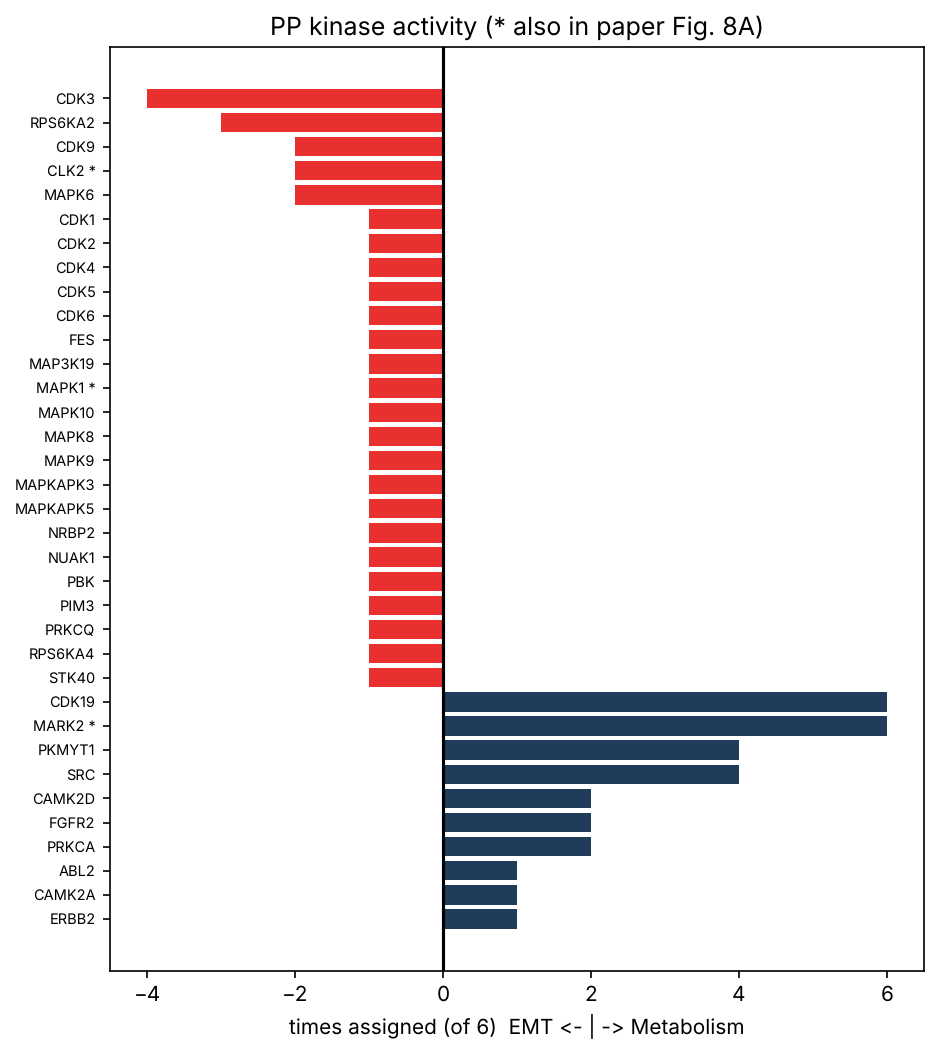 PP kinase activity (* also in paper Fig. 8A)
CDK3
RPS6KA2
CDK9
CLK2 *
MAPK6
CDK1
CDK2
CDK4
CDK5
CDK6
FES
MAP3K19
MAPK1 *
MAPK10
MAPK8
MAPK9
MAPKAPK3
MAPKAPK5
NRBP2
NUAK1
PBK
PIM3
PRKCQ
RPS6KA4
STK40
CDK19
MARK2 *
PKMYT1
SRC
CAMK2D
FGFR2
PRKCA
ABL2
CAMK2A
ERBB2
−4 −2 0 2 4 6
times assigned (of 6)  EMT <- | -> Metabolism